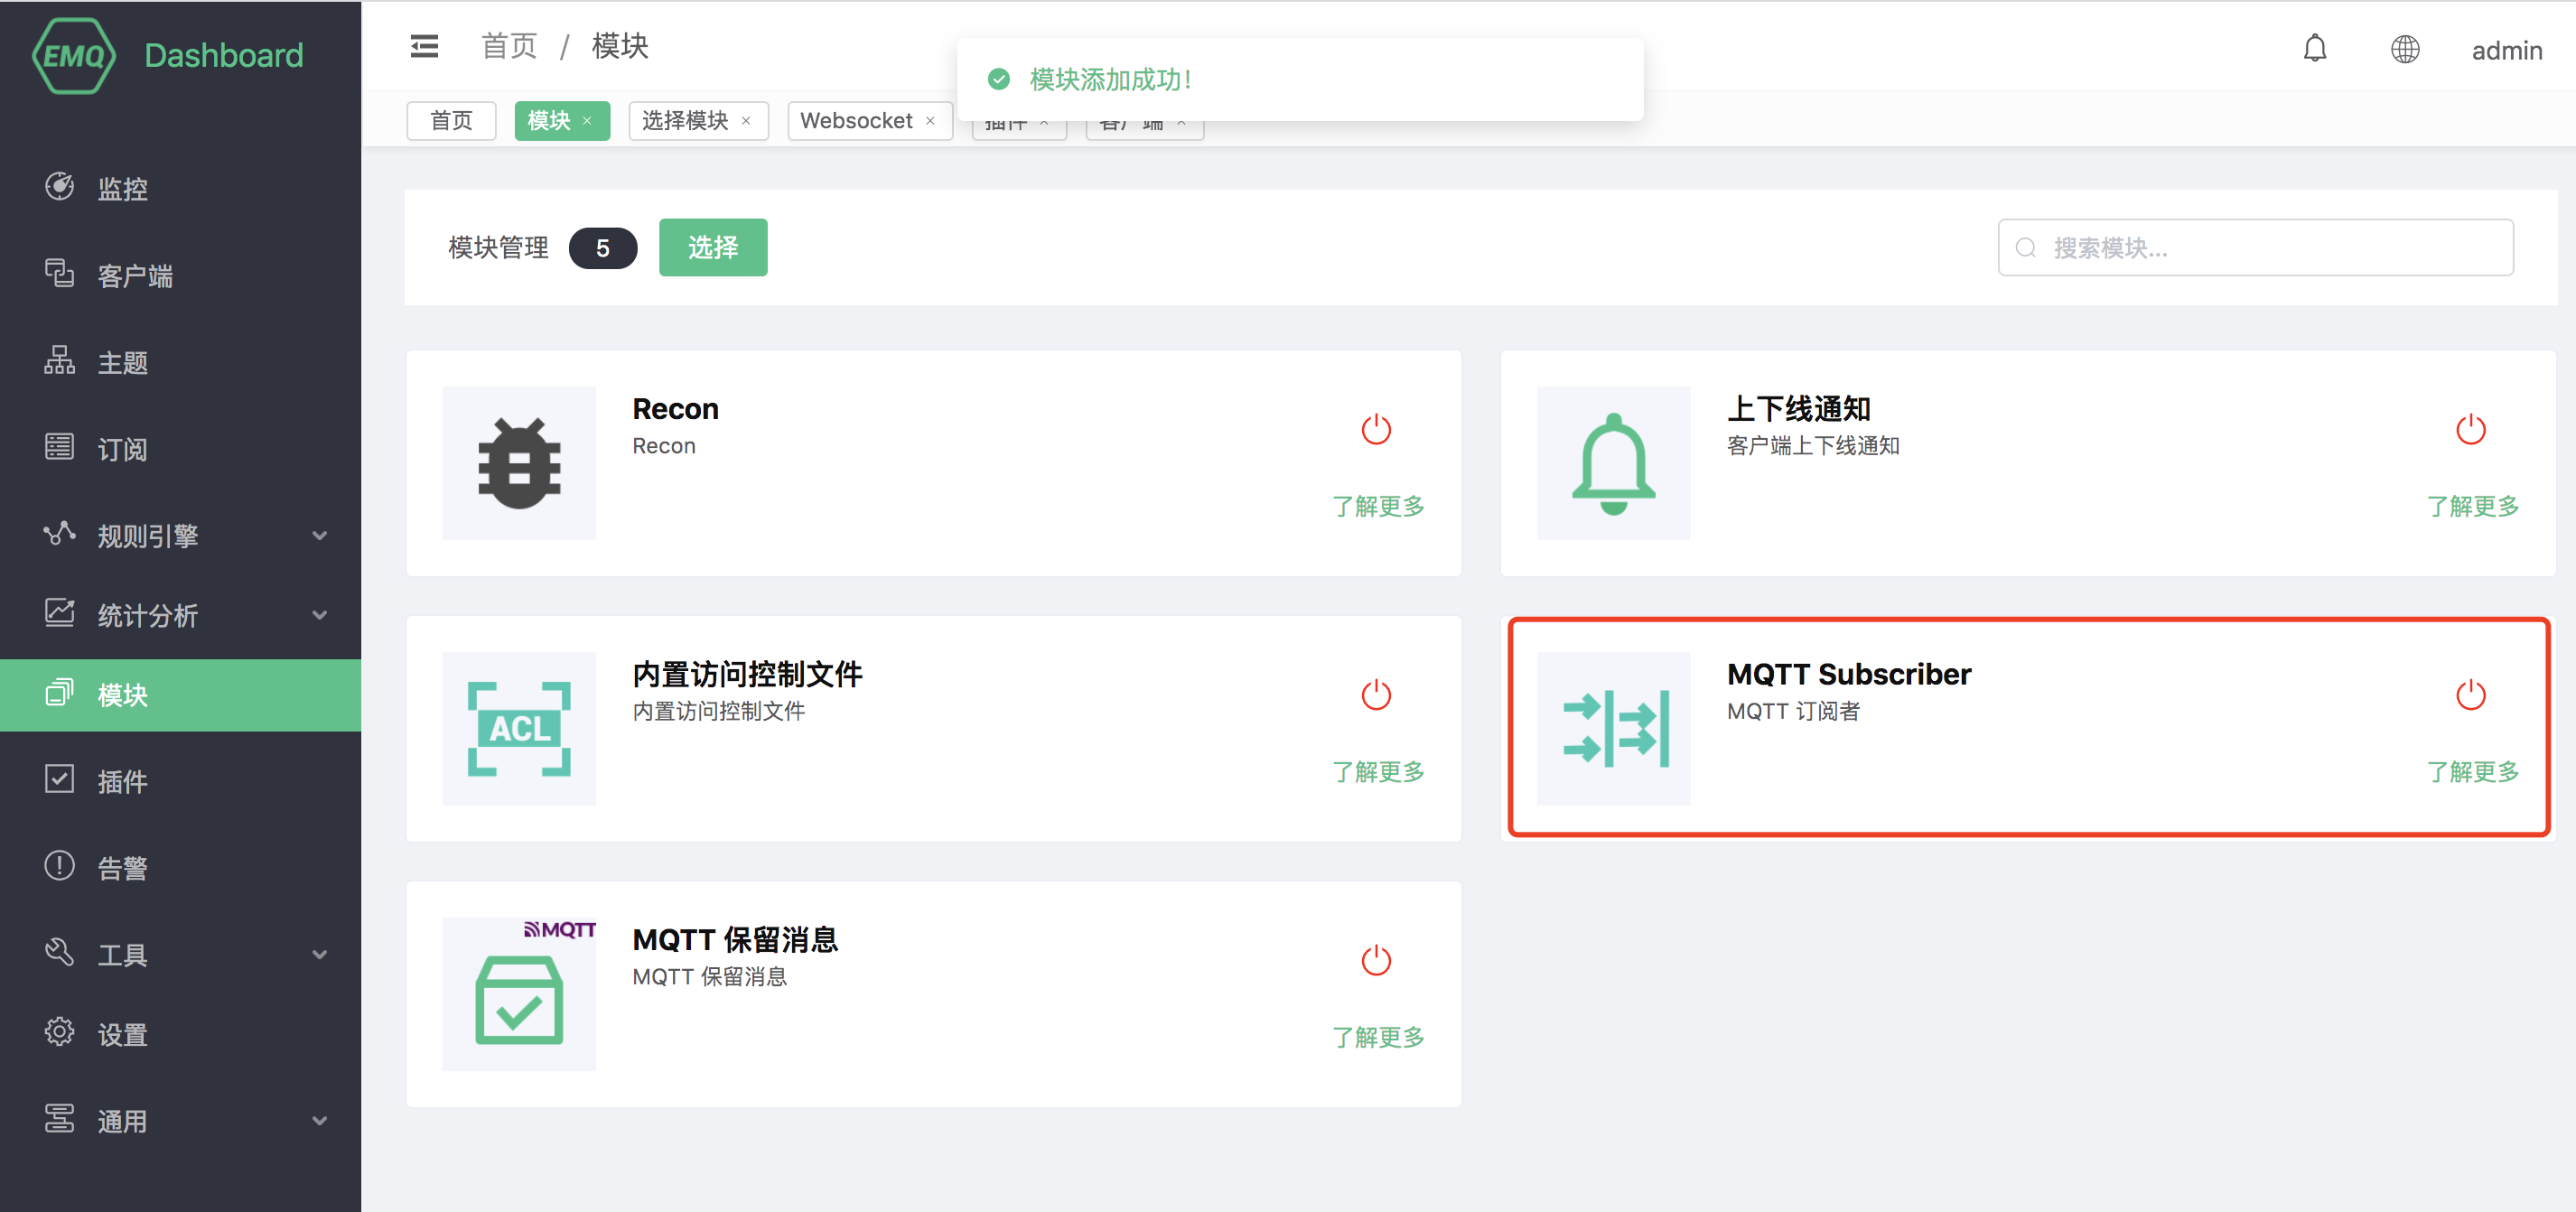 EMQ Dashboard
首页 / 模块
模块添加成功!
admin
首页
模块 ×
选择模块 ×
Websocket ×
插件 ×
客户端 ×
监控
客户端
主题
订阅
规则引擎
统计分析
模块
插件
告警
工具
设置
通用
模块管理 5 选择
搜索模块...
Recon
Recon
了解更多
上下线通知
客户端上下线通知
了解更多
ACL
内置访问控制文件
内置访问控制文件
了解更多
MQTT Subscriber
MQTT 订阅者
了解更多
MQTT
MQTT 保留消息
MQTT 保留消息
了解更多